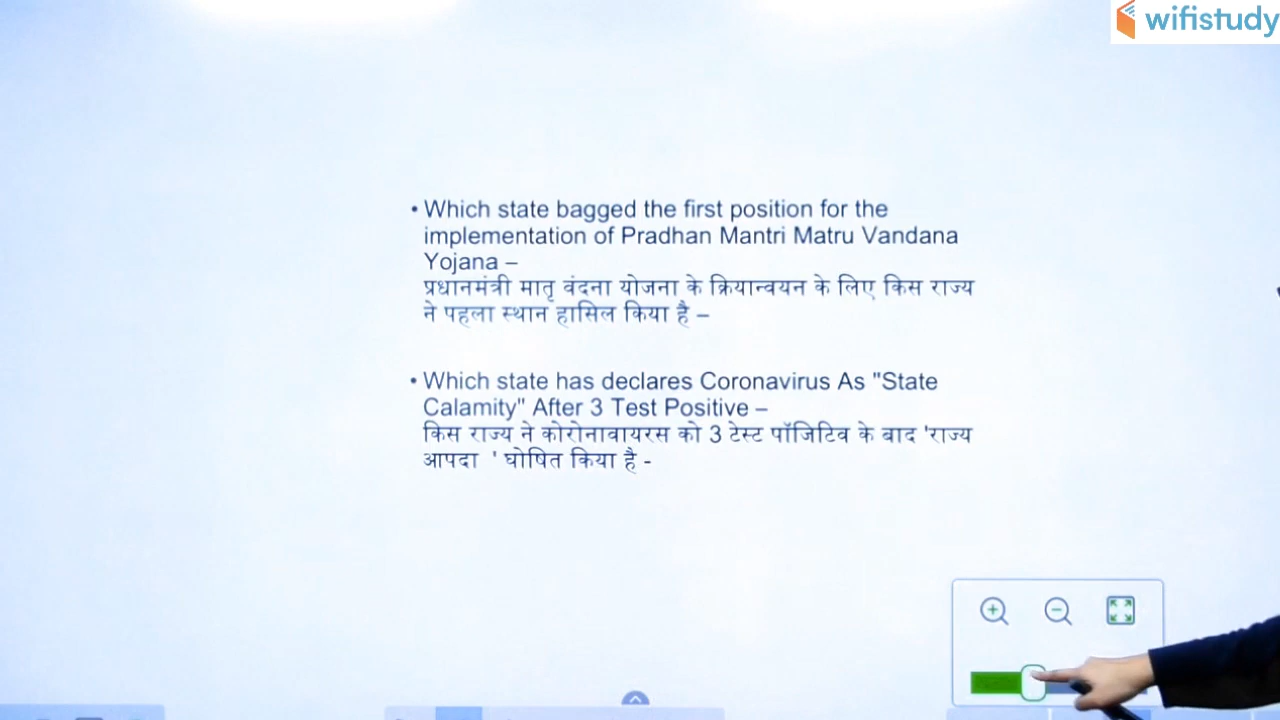 wifistudy
• Which state bagged the first position for the
implementation of Pradhan Mantri Matru Vandana
Yojana –
प्रधानमंत्री मातृ वंदना योजना के क्रियान्वयन के लिए किस राज्य
ने पहला स्थान हासिल किया है –
• Which state has declares Coronavirus As "State
Calamity" After 3 Test Positive –
किस राज्य ने कोरोनावायरस को 3 टेस्ट पॉजिटिव के बाद 'राज्य
आपदा ' घोषित किया है -